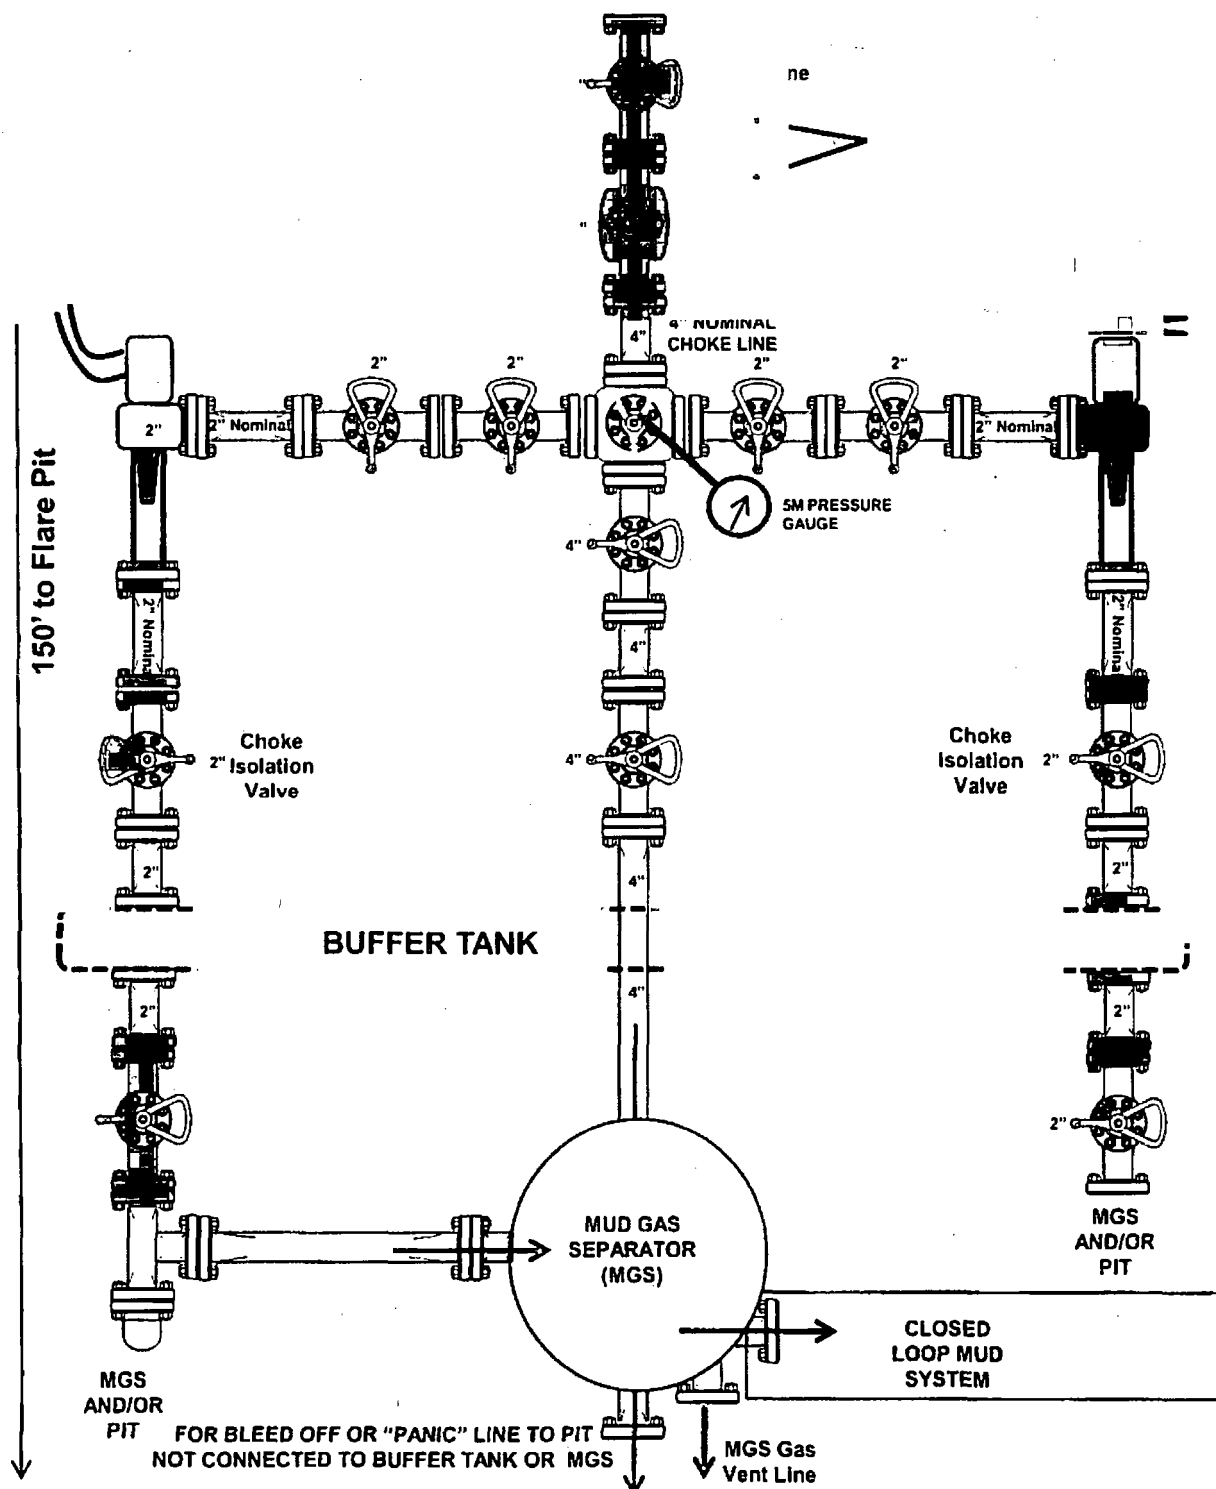 ne
"
"
4" NOMINAL
CHOKE LINE
4"
2"
2"
2"
2"
2"
2" Nominal
2" Nominal
5M PRESSURE
GAUGE
4"
150' to Flare Pit
2" Nominal
4"
2" Nominal
Choke
2" Isolation
Valve
4"
Choke
Isolation 2"
Valve
2"
4"
2"
BUFFER TANK
4"
2"
2"
2"
MUD GAS
SEPARATOR
(MGS)
MGS
AND/OR
PIT
CLOSED
LOOP MUD
SYSTEM
MGS
AND/OR
PIT
FOR BLEED OFF OR "PANIC" LINE TO PIT
NOT CONNECTED TO BUFFER TANK OR MGS
MGS Gas
Vent Line